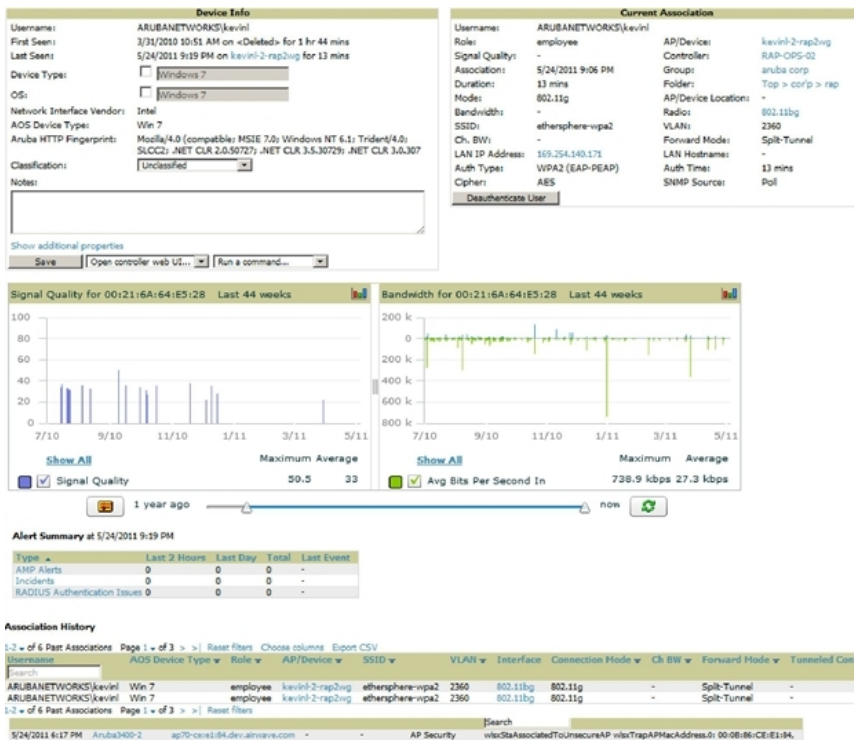 Device Info
Username: ARUBANETWORKS\kevinl
First Seen: 3/31/2010 10:51 AM on <Deleted> for 1 hr 44 mins
Last Seen: 5/24/2011 9:19 PM on kevinl-2-rap2wg for 13 mins
Device Type: Windows 7
OS: Windows 7
Network Interface Vendor: Intel
AOS Device Type: Win 7
Aruba HTTP Fingerprint: Mozilla/4.0 (compatible; MSIE 7.0; Windows NT 6.1; Trident/4.0;
SLCC2; .NET CLR 2.0.50727; .NET CLR 3.5.30729; .NET CLR 3.0.307
Classification: Unclassified
Notes:
Show additional properties
Save Open controller web UI... Run a command...
Current Association
Username: ARUBANETWORKS\kevinl
Role: employee AP/Device: kevinl-2-rap2wg
Signal Quality: - Controller: RAP-OPS-02
Association: 5/24/2011 9:06 PM Group: aruba corp
Duration: 13 mins Folder: Top > corp > rap
Mode: 802.11g AP/Device Location: -
Bandwidth: - Radio: 802.11bg
SSID: ethersphere-wpa2 VLAN: 2360
Ch. BW: - Forward Mode: Split-Tunnel
LAN IP Address: 169.254.140.171 LAN Hostname: -
Auth Type: WPA2 (EAP-PEAP) Auth Time: 13 mins
Cipher: AES SNMP Source: Poll
Deauthenticate User
Signal Quality for 00:21:6A:64:E5:28 Last 44 weeks
100
80
60
40
20
0
7/10 9/10 11/10 1/11 3/11 5/11
Show All Maximum Average
Signal Quality 50.5 33
Bandwidth for 00:21:6A:64:E5:28 Last 44 weeks
200 k
0
200 k
400 k
600 k
800 k
7/10 9/10 11/10 1/11 3/11 5/11
Show All Maximum Average
Avg Bits Per Second In 738.9 kbps 27.3 kbps
1 year ago now
Alert Summary at 5/24/2011 9:19 PM
Type Last 2 Hours Last Day Total Last Event
AMP Alerts 0 0 0 -
Incidents 0 0 0 -
RADIUS Authentication Issues 0 0 0 -
Association History
1-2 of 6 Past Associations Page 1 of 3 > >| Reset filters Choose columns Export CSV
Username AOS Device Type Role AP/Device SSID VLAN Interface Connection Mode Ch BW Forward Mode Tunneled Con
Search
ARUBANETWORKS\kevinl Win 7 employee kevinl-2-rap2wg ethersphere-wpa2 2360 802.11bg 802.11g - Split-Tunnel -
ARUBANETWORKS\kevinl Win 7 employee kevinl-2-rap2wg ethersphere-wpa2 2360 802.11bg 802.11g - Split-Tunnel -
1-2 of 6 Past Associations Page 1 of 3 > >| Reset filters
Search
5/24/2011 6:17 PM Aruba3400-2 ap70-ce:e1:84.dev.airwave.com - - AP Security wlsxStaAssociatedToUnsecureAP wlsxTrapAPMacAddress.0: 00:0B:86:CE:E1:84,